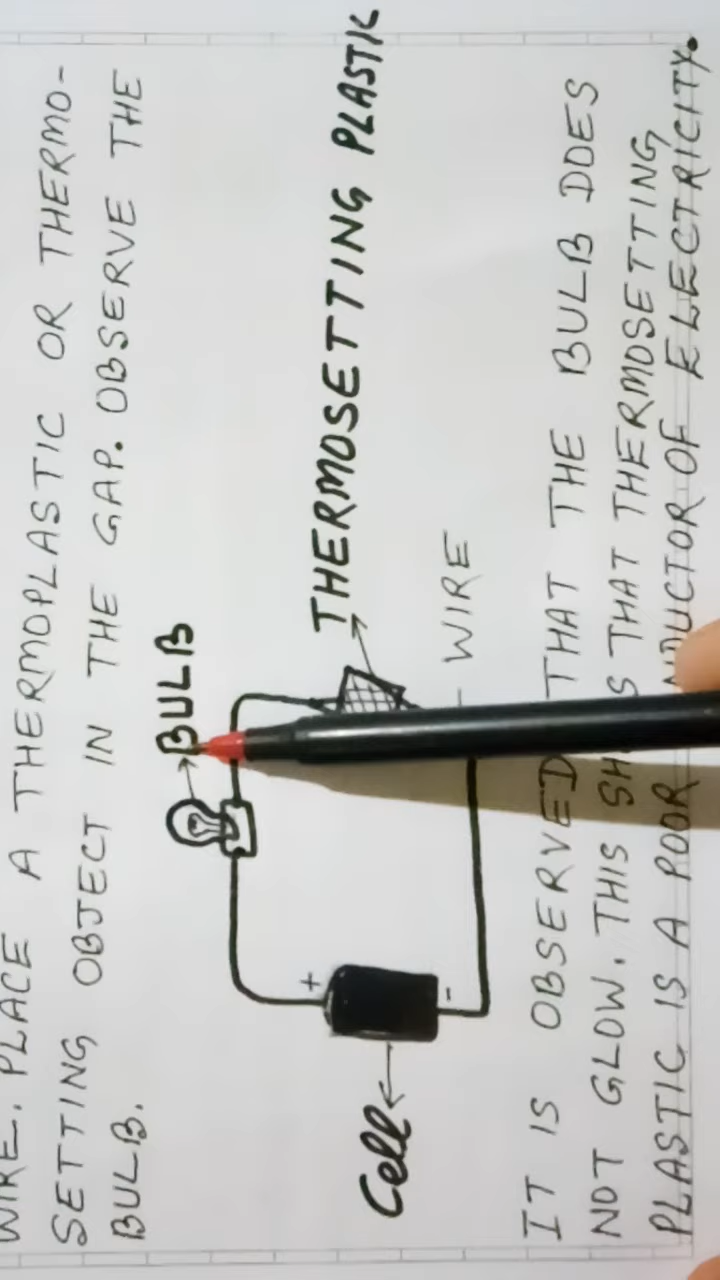 WIRE. PLACE A THERMOPLASTIC OR THERMO-
SETTING OBJECT IN THE GAP. OBSERVE THE
BULB.
BULB
THERMOSETTING PLASTIC
+
Cell
-
WIRE
IT IS OBSERVED THAT THE BULB DOES
NOT GLOW. THIS THAT THERMOSETTING
PLASTIC IS A POOR OF ELECTRICITY.